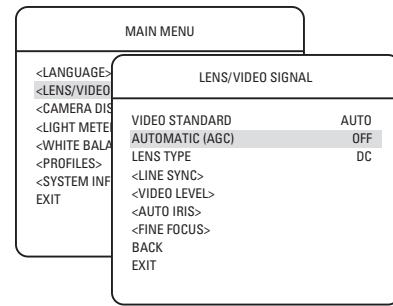 MAIN MENU
<LANGUAGE>
<LENS/VIDEO
<CAMERA DIS
<LIGHT METE
<WHITE BALA
<PROFILES>
<SYSTEM INF
EXIT
LENS/VIDEO SIGNAL
VIDEO STANDARD AUTO
AUTOMATIC (AGC) OFF
LENS TYPE DC
<LINE SYNC>
<VIDEO LEVEL>
<AUTO IRIS>
<FINE FOCUS>
BACK
EXIT